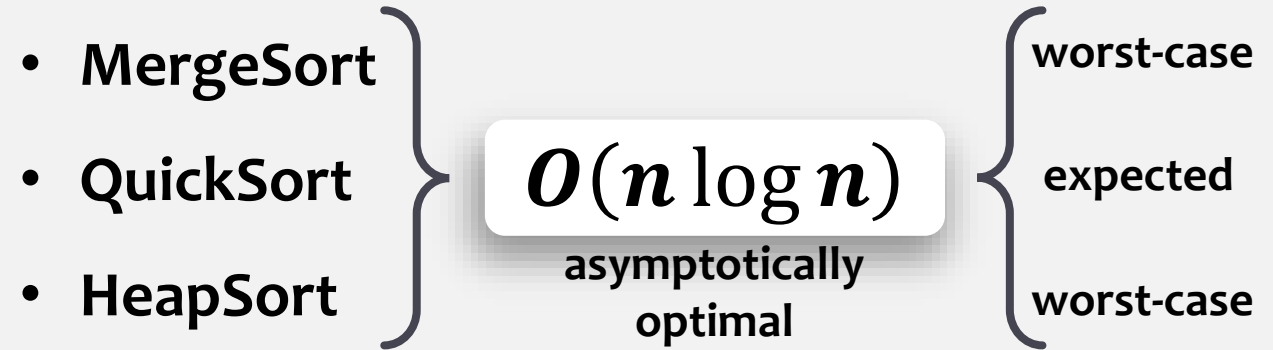 • MergeSort
• QuickSort
• HeapSort
O(n log n)
asymptotically
optimal
worst-case
expected
worst-case